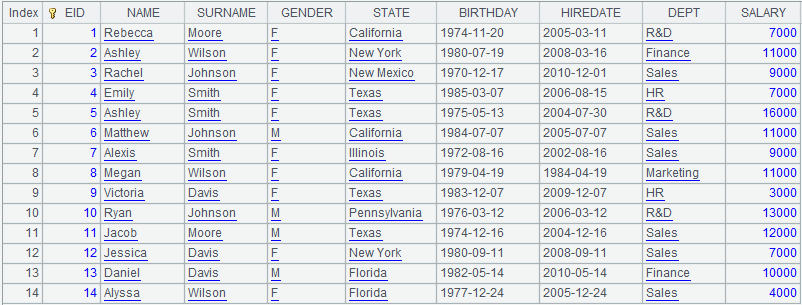 Index EID NAME SURNAME GENDER STATE BIRTHDAY HIREDATE DEPT SALARY
1 1 Rebecca Moore F California 1974-11-20 2005-03-11 R&D 7000
2 2 Ashley Wilson F New York 1980-07-19 2008-03-16 Finance 11000
3 3 Rachel Johnson F New Mexico 1970-12-17 2010-12-01 Sales 9000
4 4 Emily Smith F Texas 1985-03-07 2006-08-15 HR 7000
5 5 Ashley Smith F Texas 1975-05-13 2004-07-30 R&D 16000
6 6 Matthew Johnson M California 1984-07-07 2005-07-07 Sales 11000
7 7 Alexis Smith F Illinois 1972-08-16 2002-08-16 Sales 9000
8 8 Megan Wilson F California 1979-04-19 1984-04-19 Marketing 11000
9 9 Victoria Davis F Texas 1983-12-07 2009-12-07 HR 3000
10 10 Ryan Johnson M Pennsylvania 1976-03-12 2006-03-12 R&D 13000
11 11 Jacob Moore M Texas 1974-12-16 2004-12-16 Sales 12000
12 12 Jessica Davis F New York 1980-09-11 2008-09-11 Sales 7000
13 13 Daniel Davis M Florida 1982-05-14 2010-05-14 Finance 10000
14 14 Alyssa Wilson F Florida 1977-12-24 2005-12-24 Sales 4000